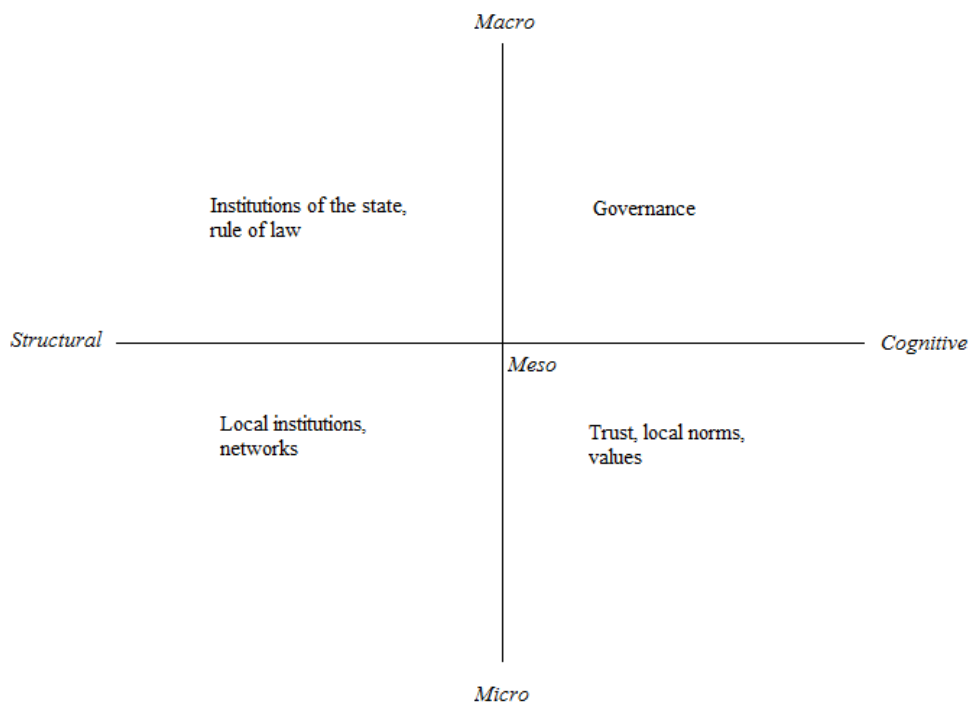 Macro
Institutions of the state,
rule of law
Governance
Structural
Cognitive
Meso
Local institutions,
networks
Trust, local norms,
values
Micro